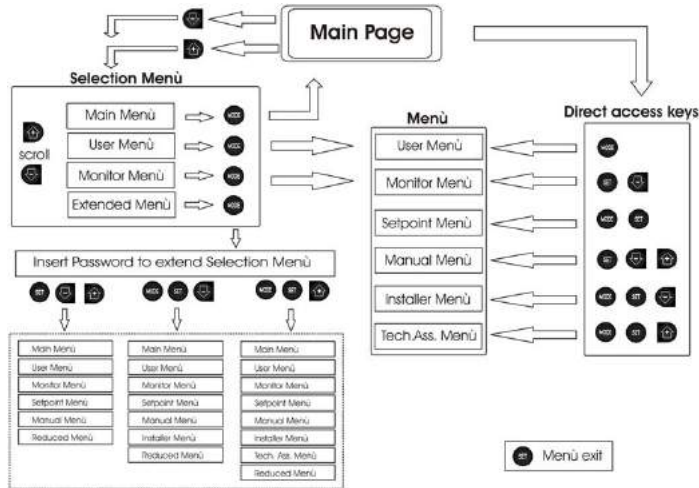 Main Page
Selection Menù
Direct access keys
Menù
scroll
Main Menù
MODE
User Menù
MODE
Monitor Menù
MODE
Extended Menù
MODE
User Menù
MODE
Monitor Menù
SET
Setpoint Menù
MODE SET
Manual Menù
SET
Installer Menù
MODE SET
Tech.Ass. Menù
MODE SET
Insert Password to extend Selection Menù
SET
MODE SET
MODE SET
Main Menù
User Menù
Monitor Menù
Setpoint Menù
Manual Menù
Reduced Menù
Main Menù
User Menù
Monitor Menù
Setpoint Menù
Manual Menù
Installer Menù
Reduced Menù
Main Menù
User Menù
Monitor Menù
Setpoint Menù
Manual Menù
Installer Menù
Tech. Ass. Menù
Reduced Menù
SET Menù exit